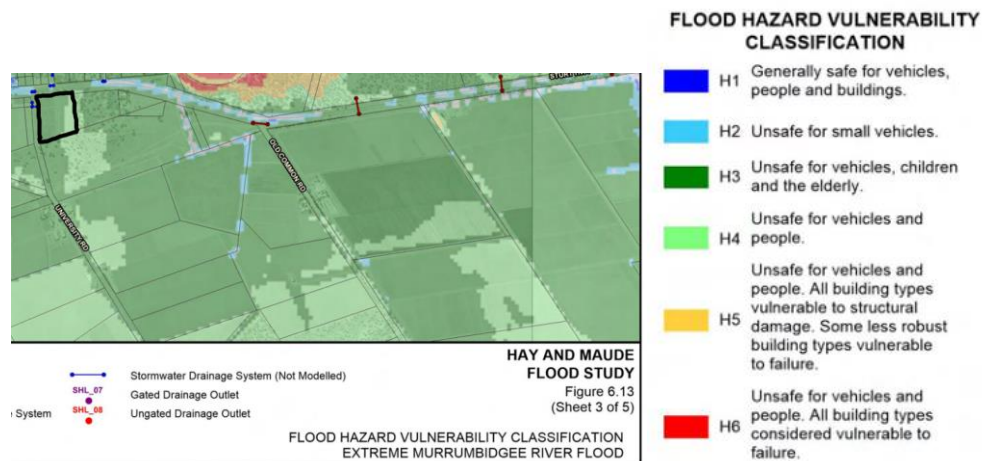 FLOOD HAZARD VULNERABILITY
CLASSIFICATION
H1 Generally safe for vehicles,
people and buildings.
H2 Unsafe for small vehicles.
H3 Unsafe for vehicles, children
and the elderly.
H4 Unsafe for vehicles and
people.
H5 Unsafe for vehicles and
people. All building types
vulnerable to structural
damage. Some less robust
building types vulnerable
to failure.
H6 Unsafe for vehicles and
people. All building types
considered vulnerable to
failure.
OLD COMMON RD
UNIVERSITY RD
HAY AND MAUDE
FLOOD STUDY
Figure 6.13
(Sheet 3 of 5)
Stormwater Drainage System (Not Modelled)
SHL_07
Gated Drainage Outlet
e System
SHL_08
Ungated Drainage Outlet
FLOOD HAZARD VULNERABILITY CLASSIFICATION
EXTREME MURRUMBIDGEE RIVER FLOOD